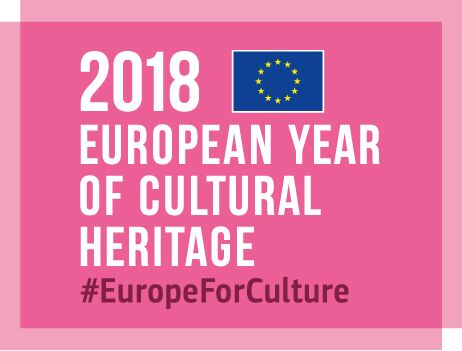 2018
EUROPEAN YEAR
OF CULTURAL
HERITAGE
#EuropeForCulture